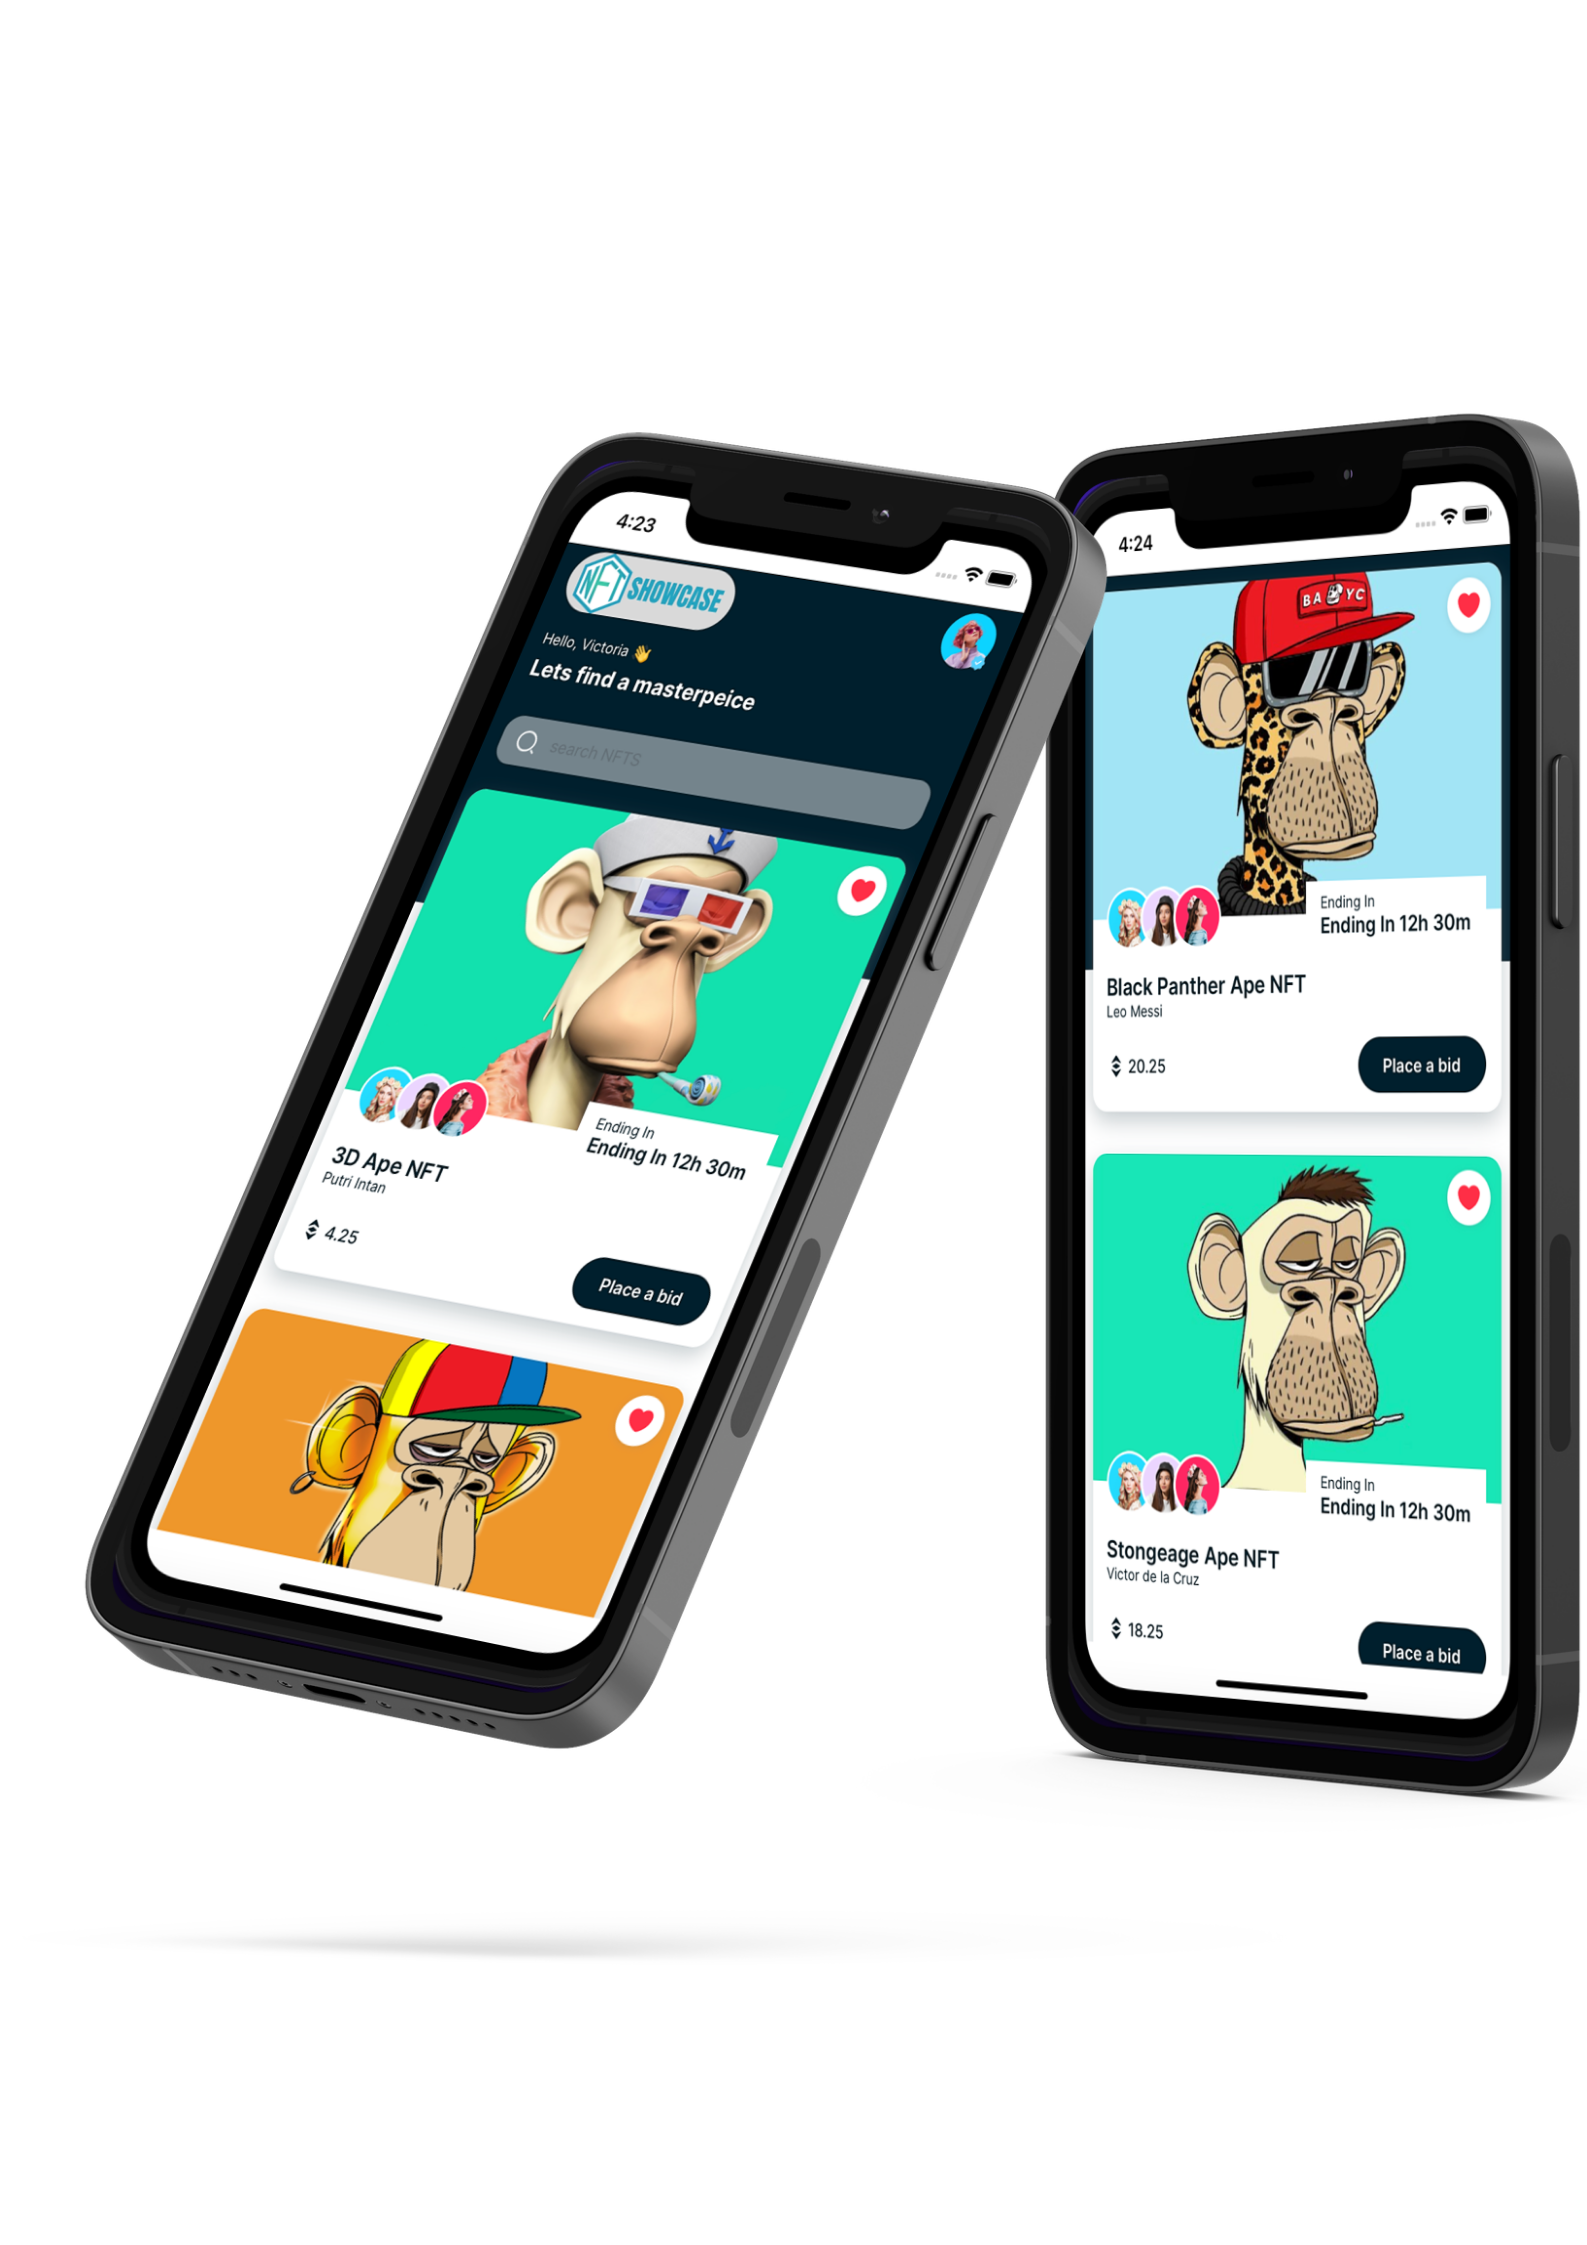 4:23
NFT SHOWCASE
Hello, Victoria 👋
Lets find a masterpeice
search NFTS
Ending In
Ending In 12h 30m
3D Ape NFT
Putri Intan
4.25
Place a bid
4:24
BA YC
Ending In
Ending In 12h 30m
Black Panther Ape NFT
Leo Messi
20.25
Place a bid
Ending In
Ending In 12h 30m
Stongeage Ape NFT
Victor de la Cruz
18.25
Place a bid